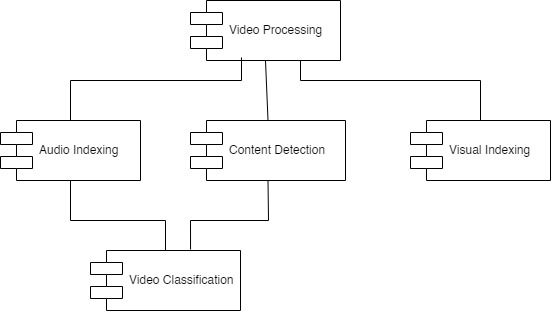 Video Processing
Audio Indexing
Content Detection
Visual Indexing
Video Classification